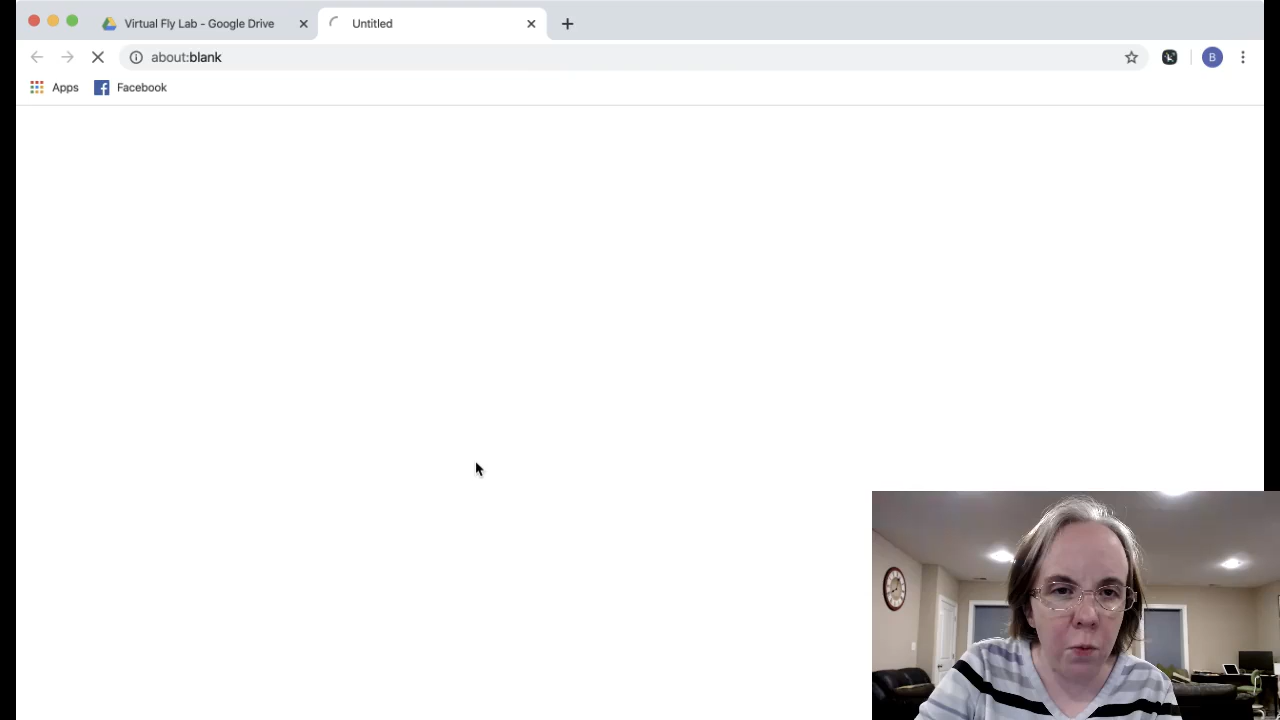 Virtual Fly Lab - Google Drive
Untitled
about:blank
B
Apps
Facebook